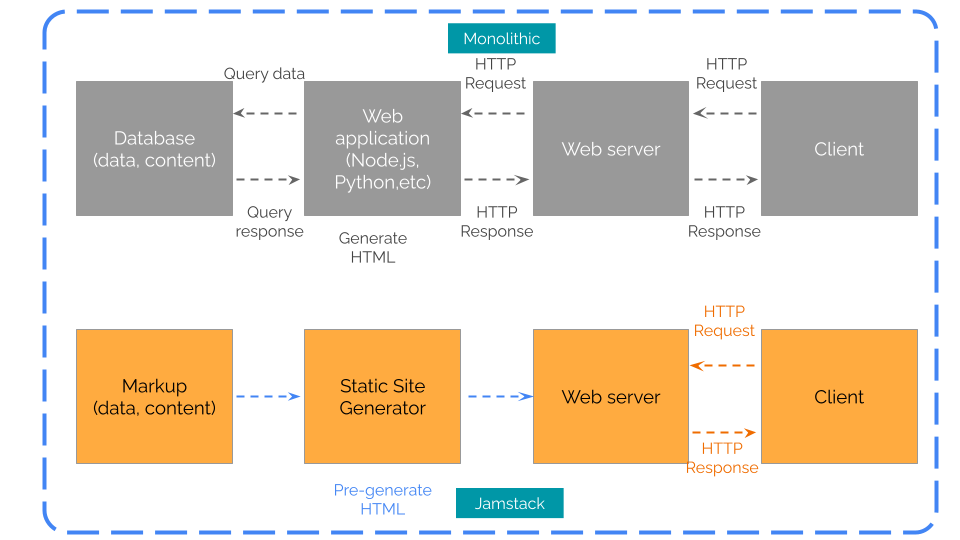 Monolithic
Query data
HTTP
Request
HTTP
Request
Database
(data, content)
Web
application
(Node.js,
Python,etc)
Web server
Client
Query
response
HTTP
Response
HTTP
Response
Generate
HTML
HTTP
Request
Markup
(data, content)
Static Site
Generator
Web server
Client
HTTP
Response
Pre-generate
HTML
Jamstack